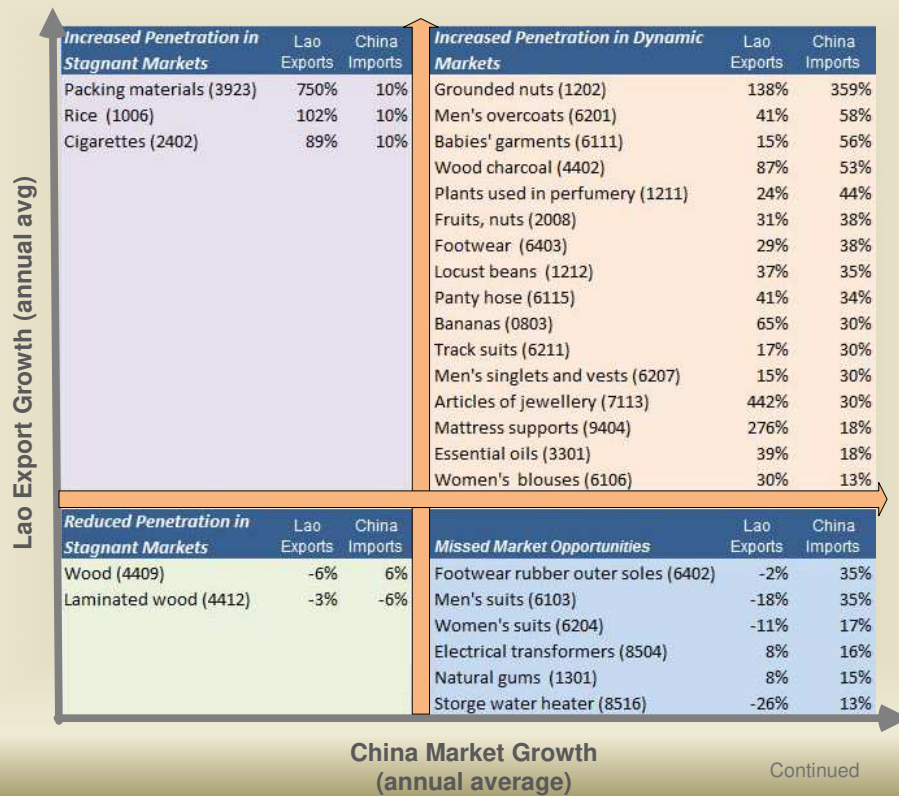 Lao Export Growth (annual avg)
Increased Penetration in Stagnant Markets Lao Exports China Imports
Packing materials (3923) 750% 10%
Rice (1006) 102% 10%
Cigarettes (2402) 89% 10%
Increased Penetration in Dynamic Markets Lao Exports China Imports
Grounded nuts (1202) 138% 359%
Men's overcoats (6201) 41% 58%
Babies' garments (6111) 15% 56%
Wood charcoal (4402) 87% 53%
Plants used in perfumery (1211) 24% 44%
Fruits, nuts (2008) 31% 38%
Footwear (6403) 29% 38%
Locust beans (1212) 37% 35%
Panty hose (6115) 41% 34%
Bananas (0803) 65% 30%
Track suits (6211) 17% 30%
Men's singlets and vests (6207) 15% 30%
Articles of jewellery (7113) 442% 30%
Mattress supports (9404) 276% 18%
Essential oils (3301) 39% 18%
Women's blouses (6106) 30% 13%
Reduced Penetration in Stagnant Markets Lao Exports China Imports
Wood (4409) -6% 6%
Laminated wood (4412) -3% -6%
Missed Market Opportunities Lao Exports China Imports
Footwear rubber outer soles (6402) -2% 35%
Men's suits (6103) -18% 35%
Women's suits (6204) -11% 17%
Electrical transformers (8504) 8% 16%
Natural gums (1301) 8% 15%
Storge water heater (8516) -26% 13%
China Market Growth
(annual average)
Continued